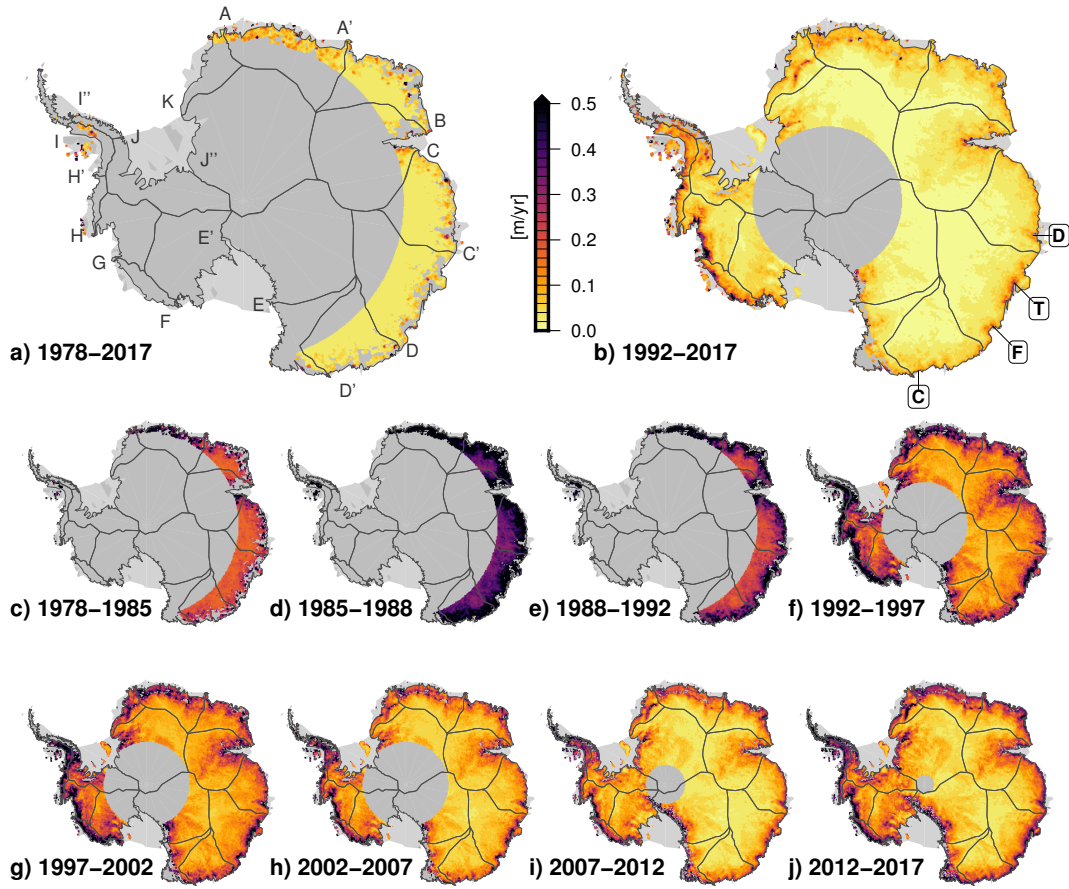 A
A'
I''
K
B
I
J
C
H'
J''
H
E'
G
C'
E
F
D
D'
a) 1978−2017
[m/yr]
0.5
0.4
0.3
0.2
0.1
0.0
D
T
F
C
b) 1992−2017
c) 1978−1985
d) 1985−1988
e) 1988−1992
f) 1992−1997
g) 1997−2002
h) 2002−2007
i) 2007−2012
j) 2012−2017